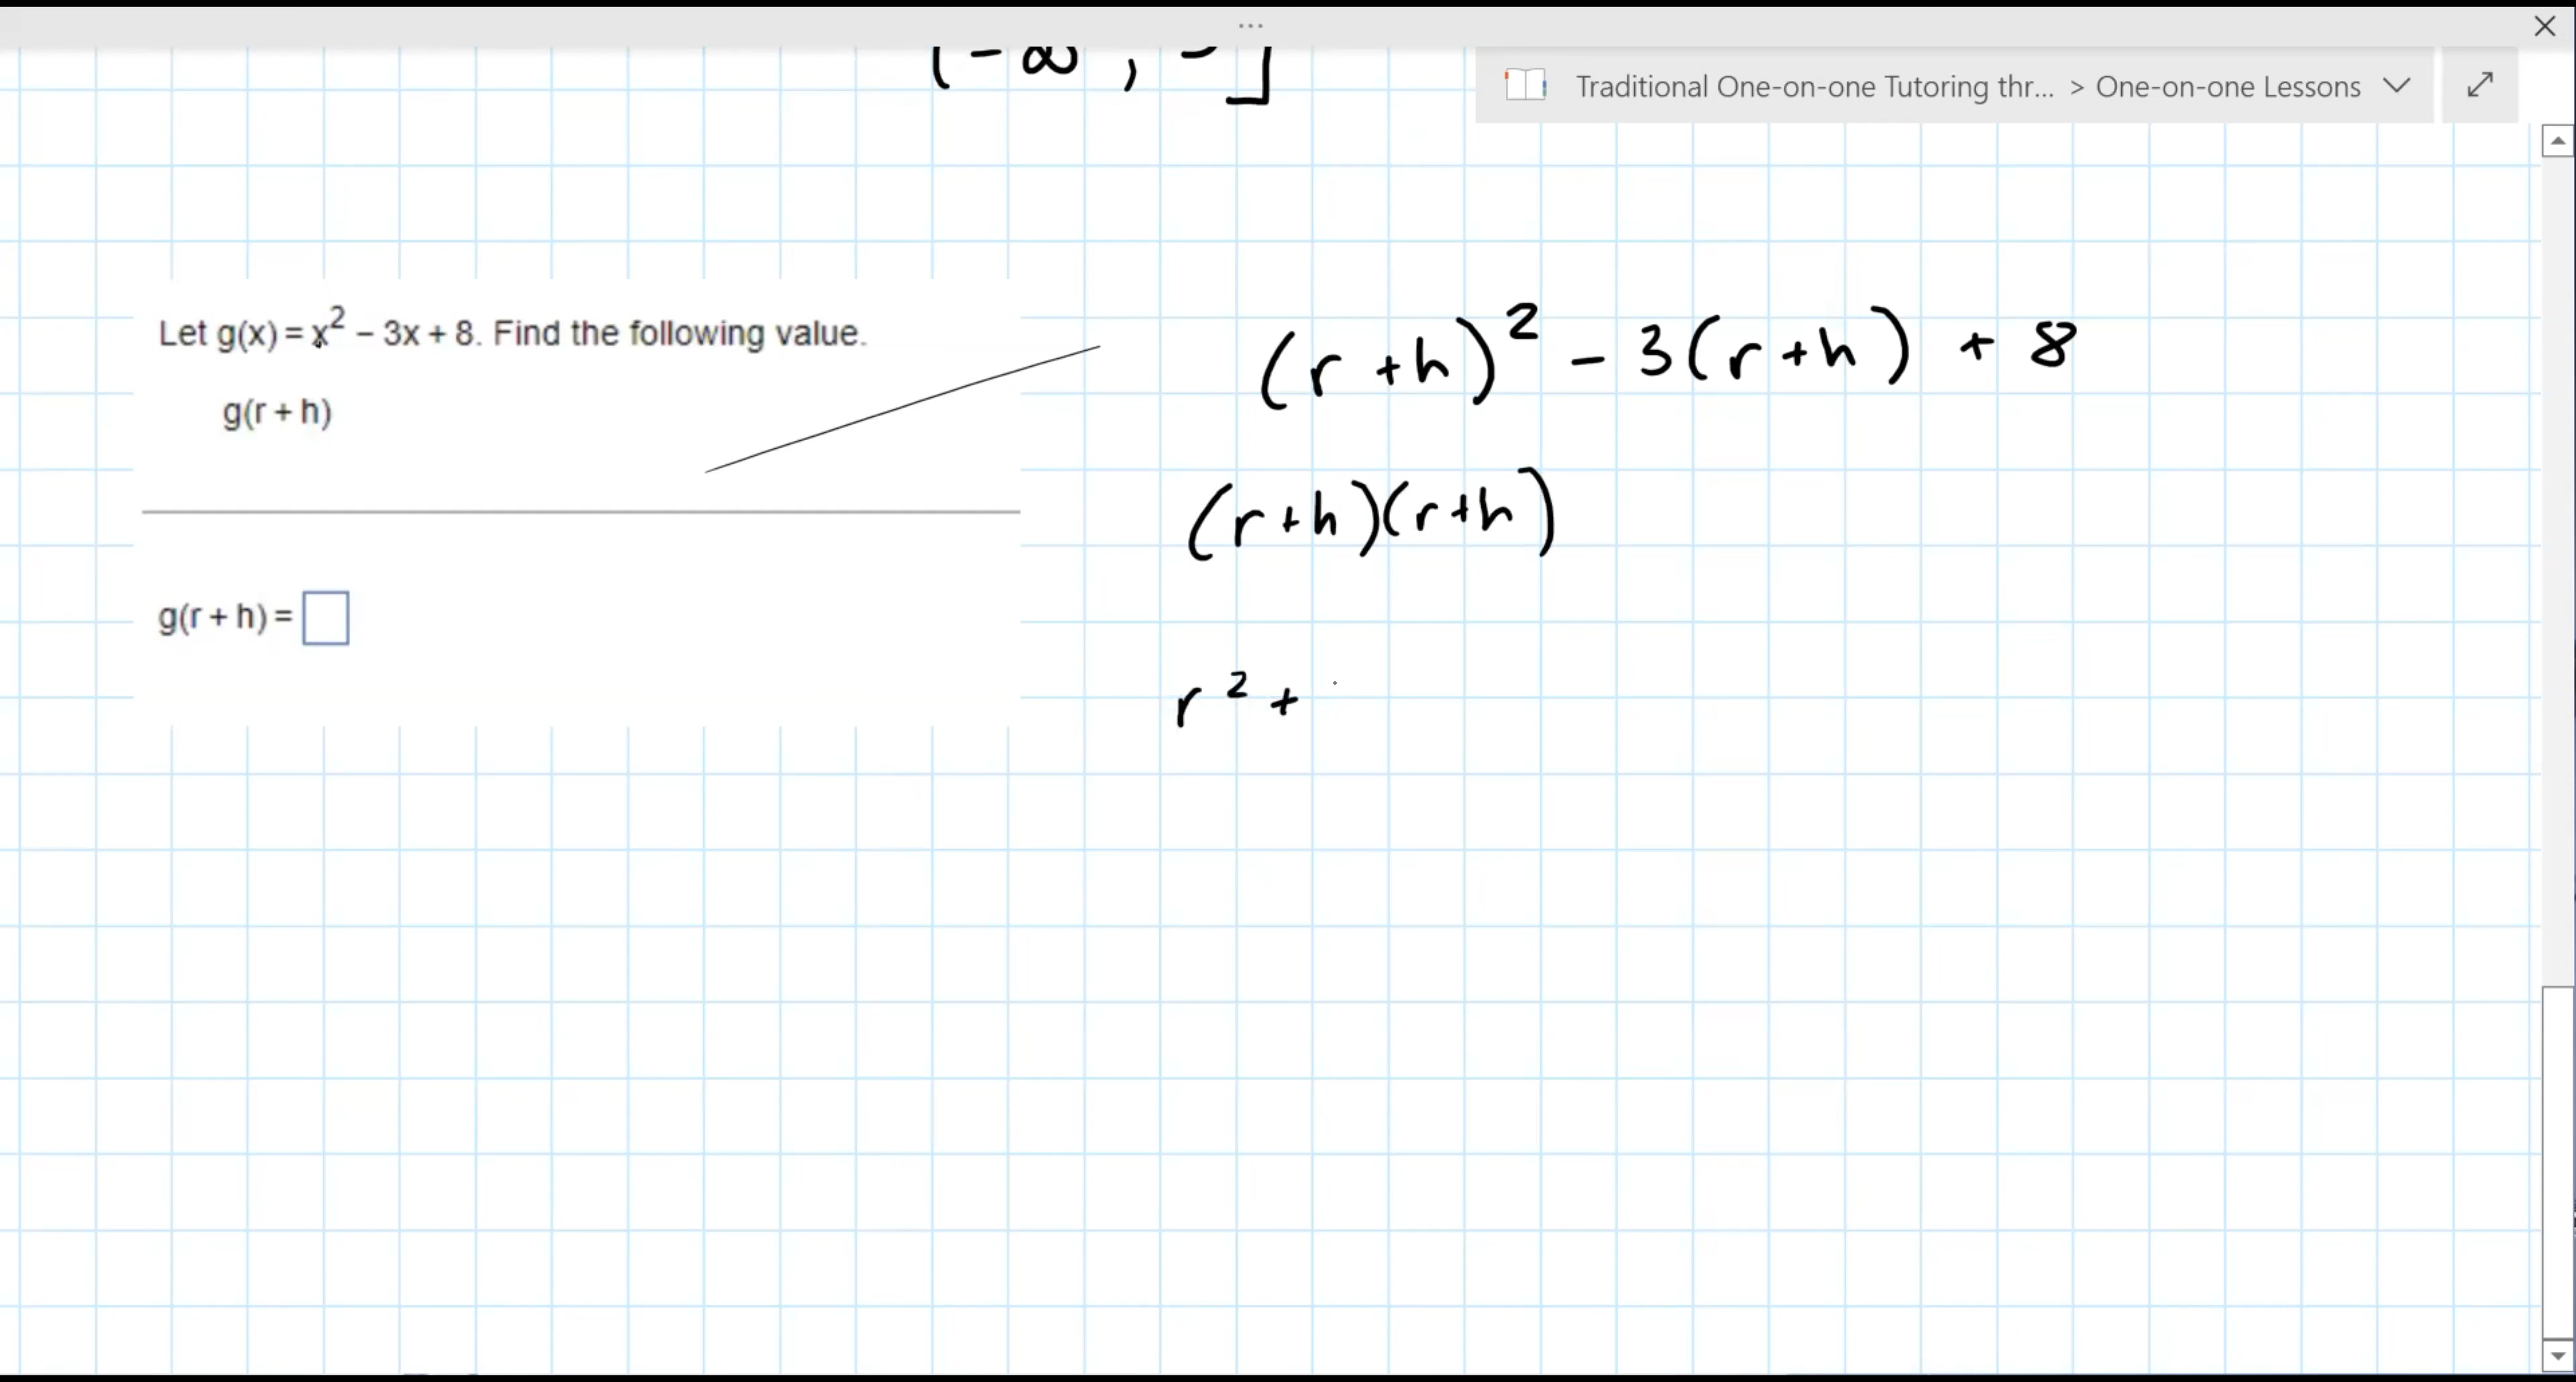 (-∞,
Traditional One-on-one Tutoring thr... > One-on-one Lessons
Let g(x) = x² − 3x + 8. Find the following value.
g(r + h)
g(r + h) =
(r + h)² − 3(r + h) + 8
(r + h)(r + h)
r² +